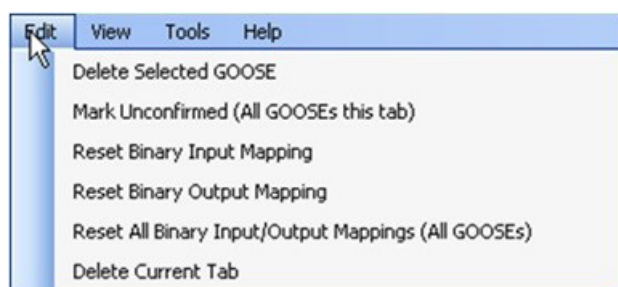 Edit View Tools Help
Delete Selected GOOSE
Mark Unconfirmed (All GOOSEs this tab)
Reset Binary Input Mapping
Reset Binary Output Mapping
Reset All Binary Input/Output Mappings (All GOOSEs)
Delete Current Tab